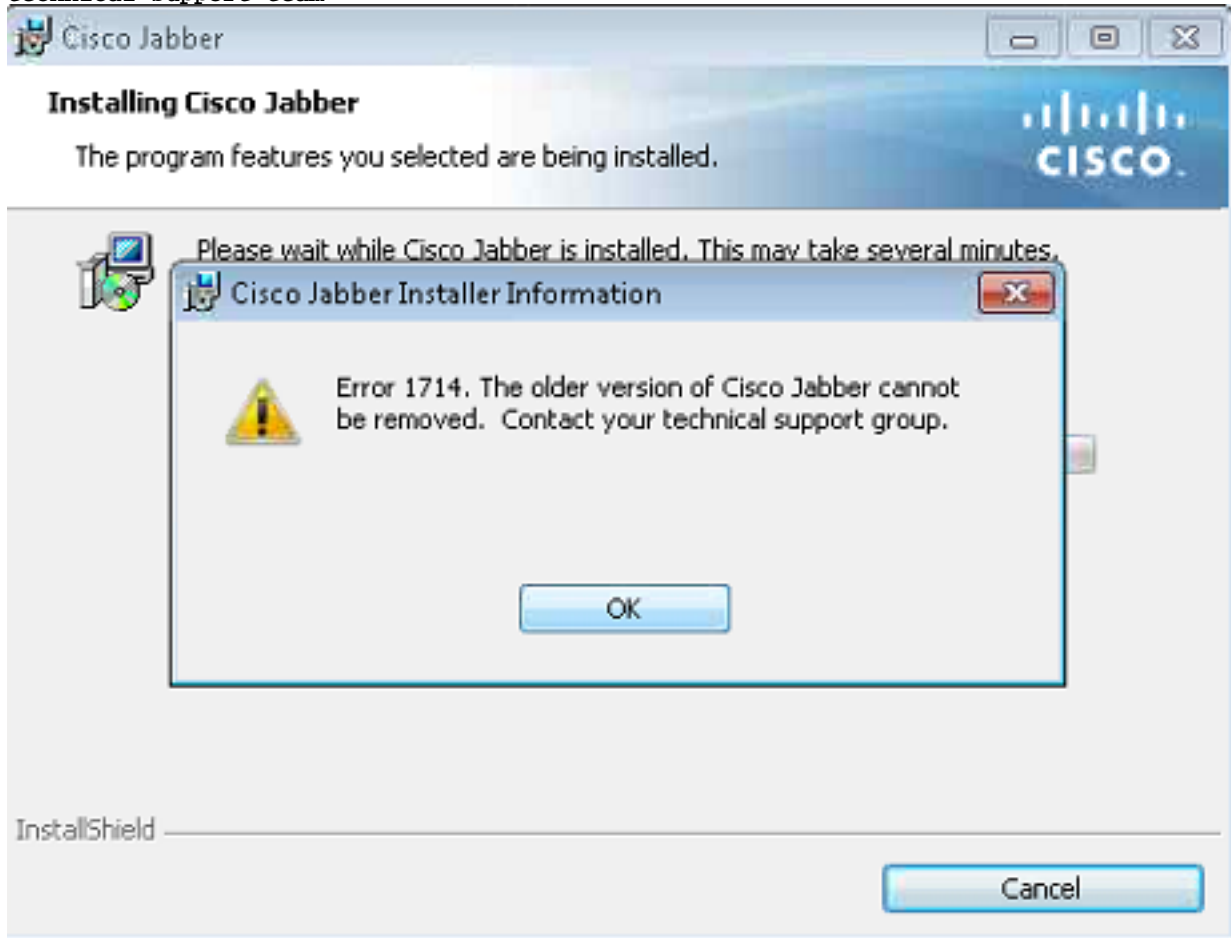 Cisco Jabber
Installing Cisco Jabber
The program features you selected are being installed.
CISCO.
Please wait while Cisco Jabber is installed. This may take several minutes.
Cisco Jabber Installer Information
Error 1714. The older version of Cisco Jabber cannot
be removed. Contact your technical support group.
OK
InstallShield
Cancel